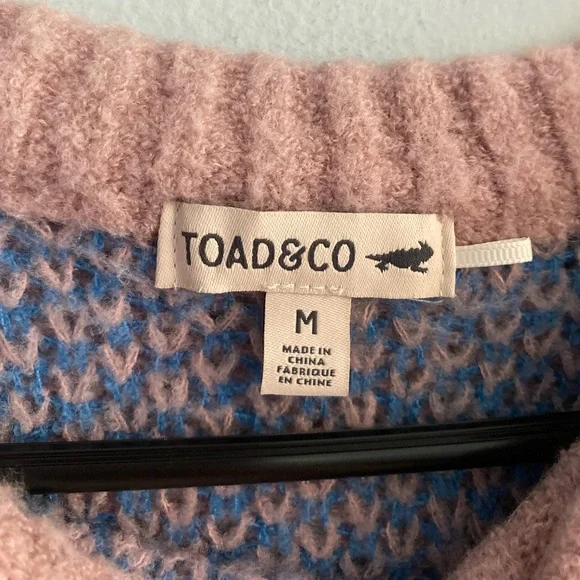 TOAD&CO
M
MADE IN
CHINA
FABRIQUE
EN CHINE